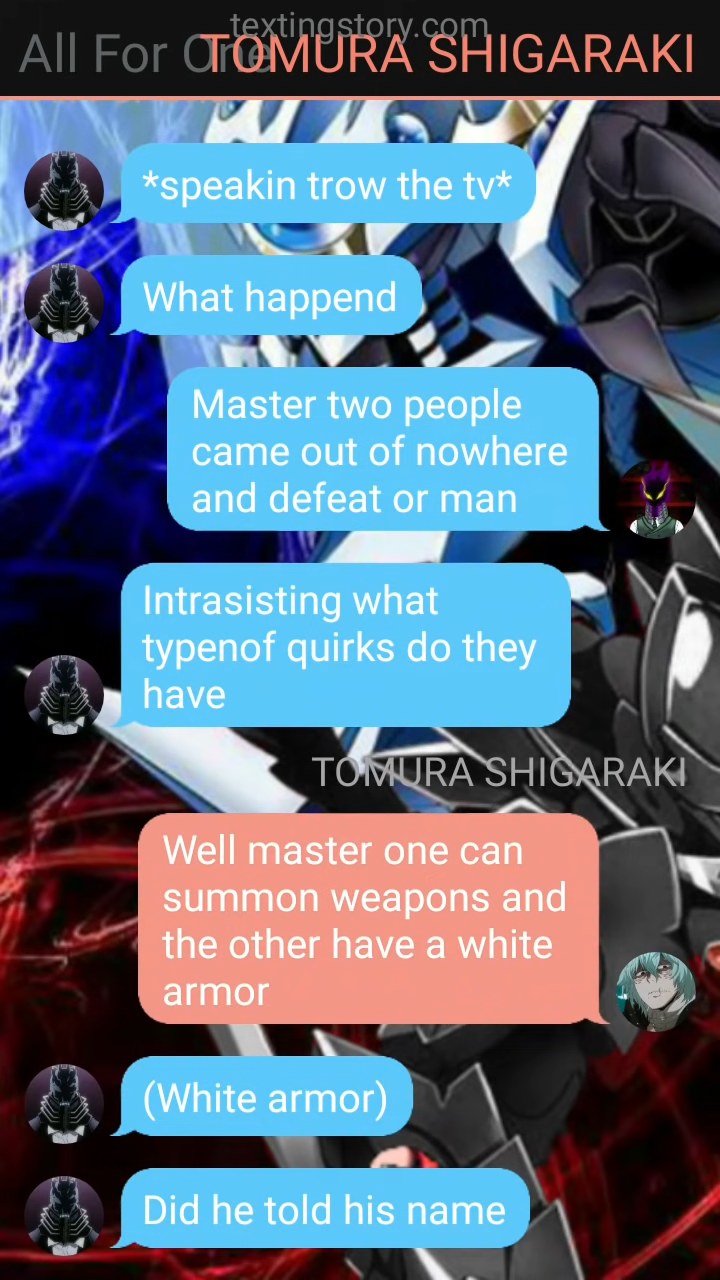 textingstory.com
All For One
TOMURA SHIGARAKI
*speakin trow the tv*
What happend
Master two people
came out of nowhere
and defeat or man
Intrasisting what
typenof quirks do they
have
TOMURA SHIGARAKI
Well master one can
summon weapons and
the other have a white
armor
(White armor)
Did he told his name